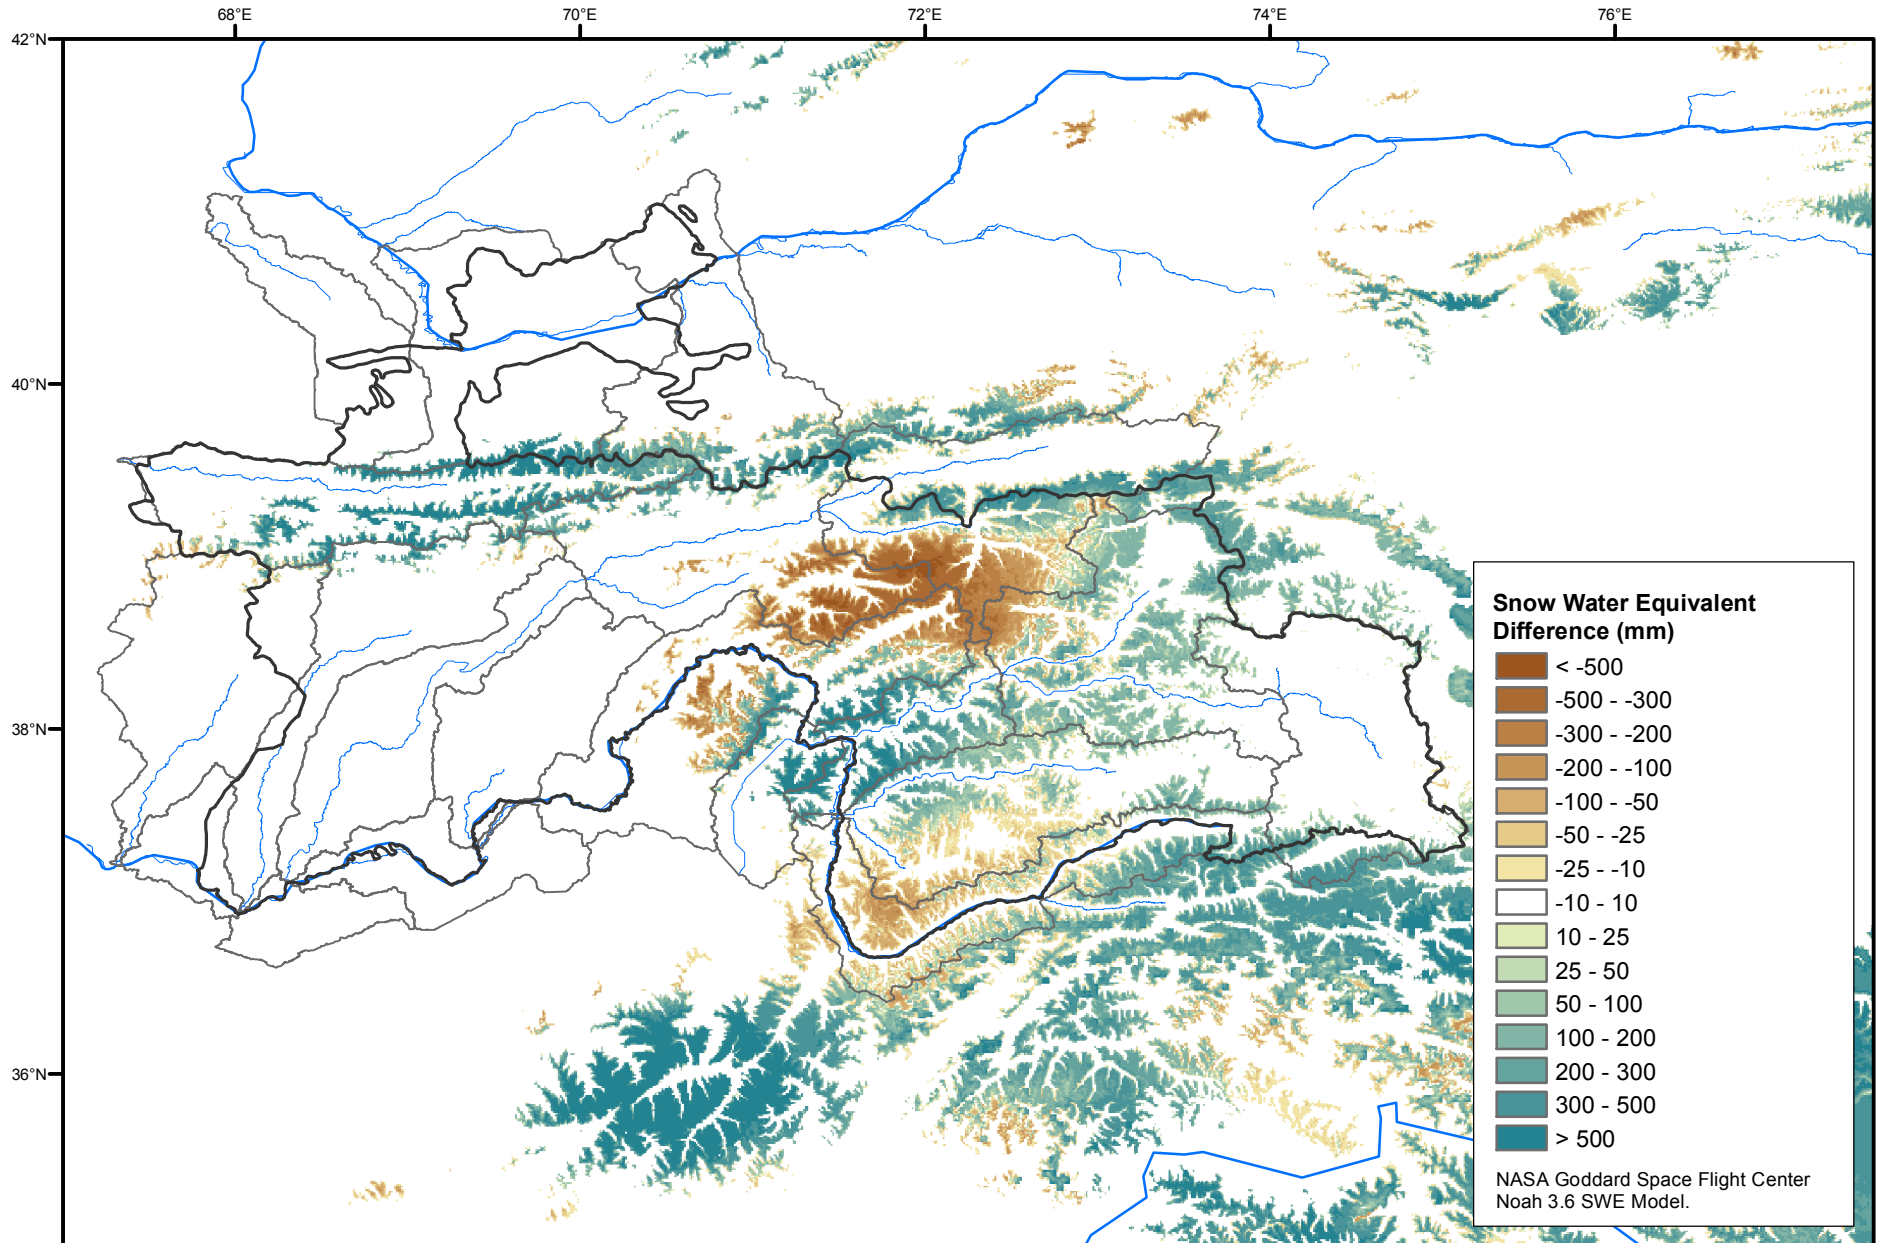 68°E 70°E 72°E 74°E 76°E
42°N
40°N
38°N
36°N
Snow Water Equivalent
Difference (mm)
< -500
-500 - -300
-300 - -200
-200 - -100
-100 - -50
-50 - -25
-25 - -10
-10 - 10
10 - 25
25 - 50
50 - 100
100 - 200
200 - 300
300 - 500
> 500
NASA Goddard Space Flight Center
Noah 3.6 SWE Model.